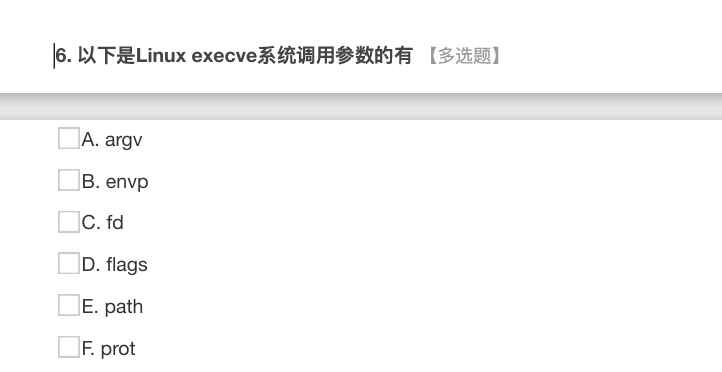 6. 以下是Linux execve系统调用参数的有 【多选题】
A. argv
B. envp
C. fd
D. flags
E. path
F. prot